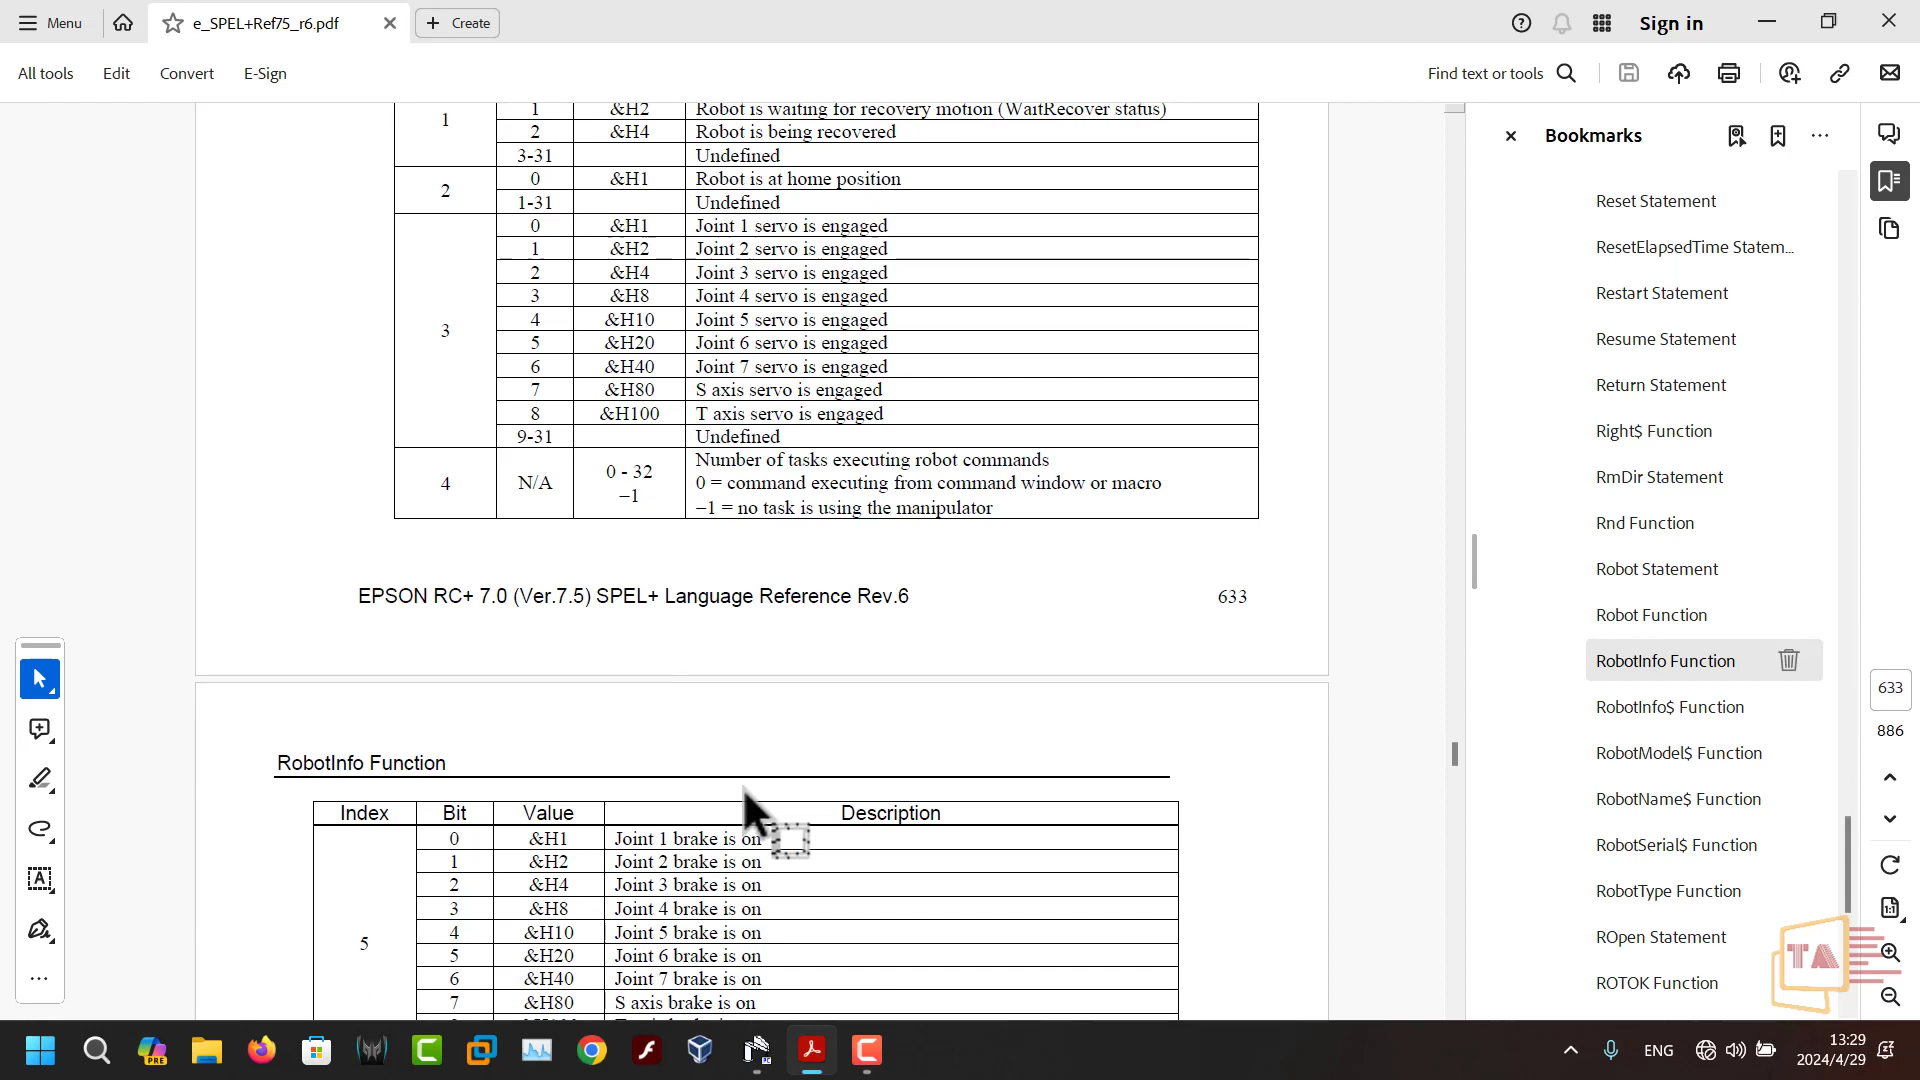 Menu
e_SPEL+Ref75_r6.pdf
Create
Sign in
All tools
Edit
Convert
E-Sign
Find text or tools
1
1 &H2 Robot is waiting for recovery motion (WaitRecover status)
2 &H4 Robot is being recovered
3-31 Undefined
2
0 &H1 Robot is at home position
1-31 Undefined
3
0 &H1 Joint 1 servo is engaged
1 &H2 Joint 2 servo is engaged
2 &H4 Joint 3 servo is engaged
3 &H8 Joint 4 servo is engaged
4 &H10 Joint 5 servo is engaged
5 &H20 Joint 6 servo is engaged
6 &H40 Joint 7 servo is engaged
7 &H80 S axis servo is engaged
8 &H100 T axis servo is engaged
9-31 Undefined
4 N/A 0 - 32 –1
Number of tasks executing robot commands
0 = command executing from command window or macro
–1 = no task is using the manipulator
EPSON RC+ 7.0 (Ver.7.5) SPEL+ Language Reference Rev.6 633
RobotInfo Function
Index Bit Value Description
5
0 &H1 Joint 1 brake is on
1 &H2 Joint 2 brake is on
2 &H4 Joint 3 brake is on
3 &H8 Joint 4 brake is on
4 &H10 Joint 5 brake is on
5 &H20 Joint 6 brake is on
6 &H40 Joint 7 brake is on
7 &H80 S axis brake is on
Bookmarks
Reset Statement
ResetElapsedTime Statem...
Restart Statement
Resume Statement
Return Statement
Right$ Function
RmDir Statement
Rnd Function
Robot Statement
Robot Function
RobotInfo Function
RobotInfo$ Function
RobotModel$ Function
RobotName$ Function
RobotSerial$ Function
RobotType Function
ROpen Statement
ROTOK Function
633
886
1:1
TA
PRE
ENG
13:29
2024/4/29